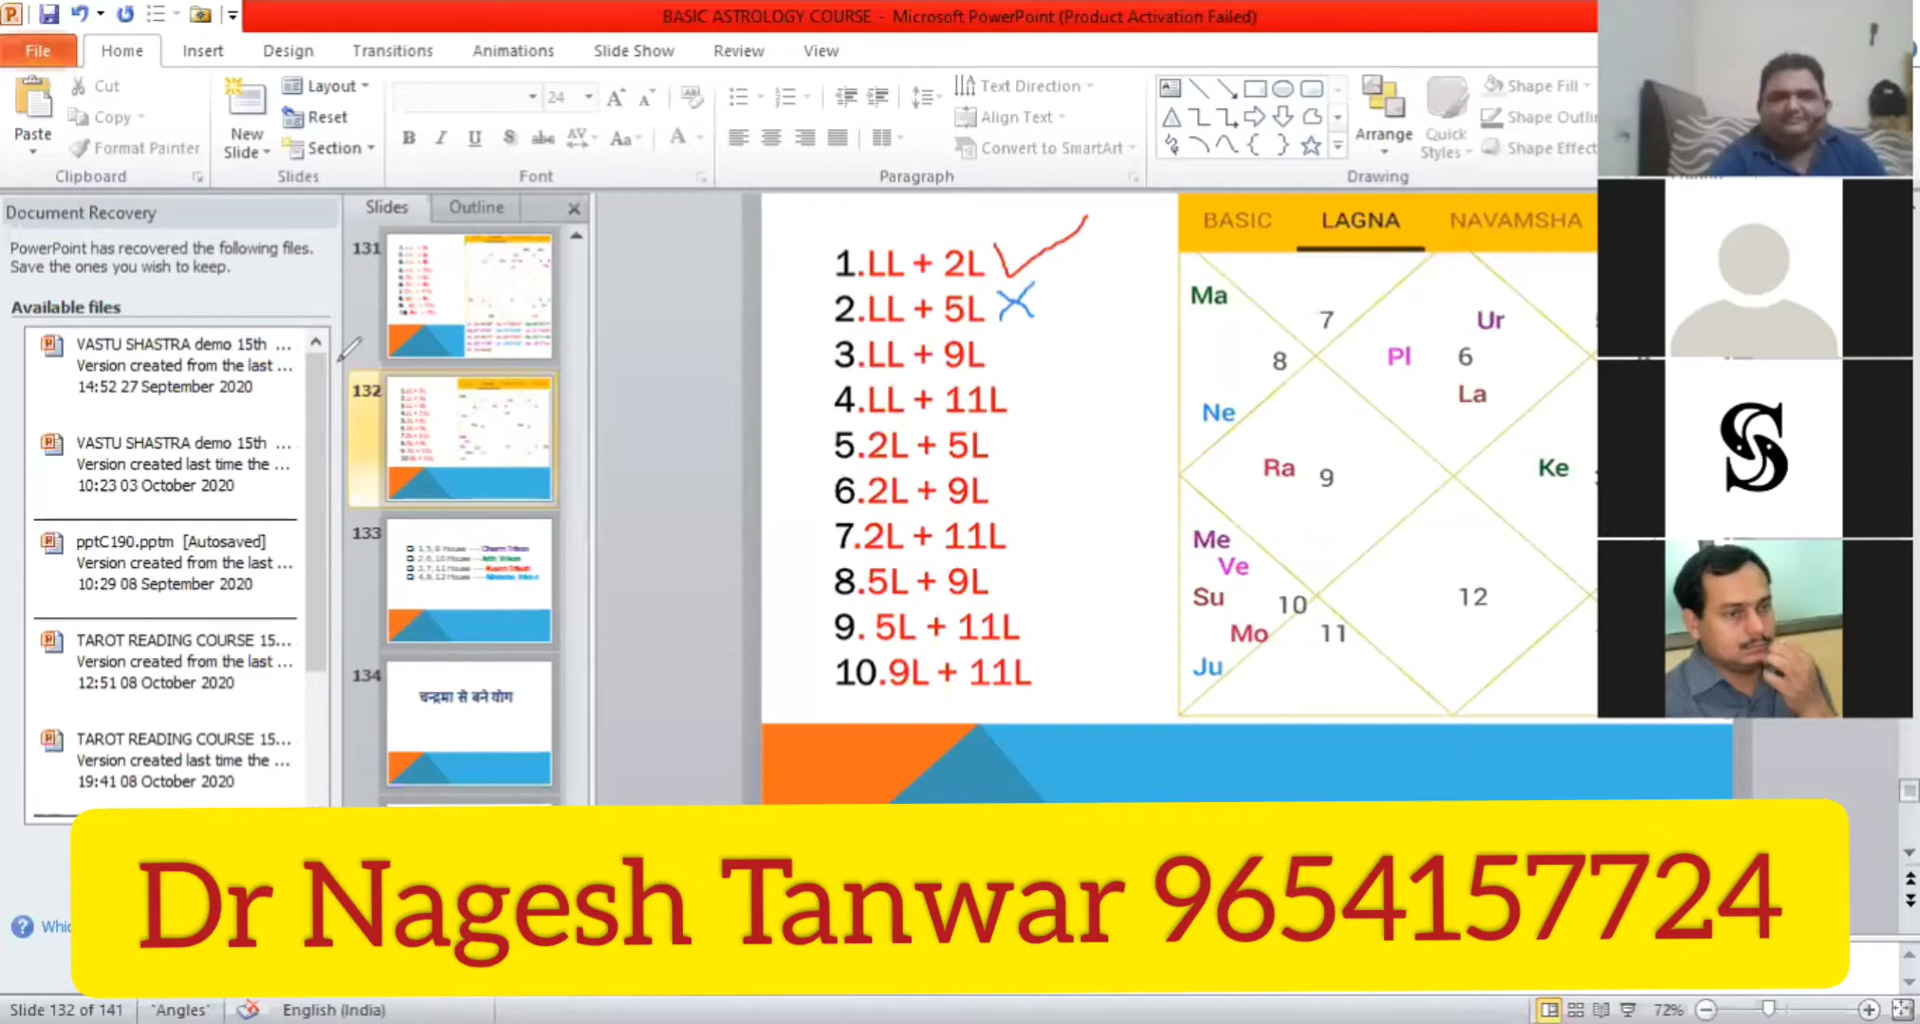 BASIC ASTROLOGY COURSE - Microsoft PowerPoint (Product Activation Failed)
File Home Insert Design Transitions Animations Slide Show Review View
Paste
Cut
Copy
Format Painter
Clipboard
New Slide
Layout
Reset
Section
Slides
24
Font
Paragraph
Text Direction
Align Text
Convert to SmartArt
Arrange
Quick Styles
Shape Fill
Shape Outli
Shape Effect
Drawing
Document Recovery
PowerPoint has recovered the following files.
Save the ones you wish to keep.
Available files
VASTU SHASTRA demo 15th ...
Version created from the last ...
14:52 27 September 2020
VASTU SHASTRA demo 15th ...
Version created last time the ...
10:23 03 October 2020
pptC190.pptm [Autosaved]
Version created from the last ...
10:29 08 September 2020
TAROT READING COURSE 15...
Version created from the last ...
12:51 08 October 2020
TAROT READING COURSE 15...
Version created last time the ...
19:41 08 October 2020
Slides Outline
131
132
133
134
चन्द्रमा से बने योग
1.LL + 2L
2.LL + 5L
3.LL + 9L
4.LL + 11L
5.2L + 5L
6.2L + 9L
7.2L + 11L
8.5L + 9L
9. 5L + 11L
10.9L + 11L
BASIC LAGNA NAVAMSHA
Ma
7
Ur
8
Pl
6
La
Ne
Ra
9
Ke
Me
Ve
Su
10
12
Mo
11
Ju
Dr Nagesh Tanwar 9654157724
Slide 132 of 141 "Angles" English (India) 72%